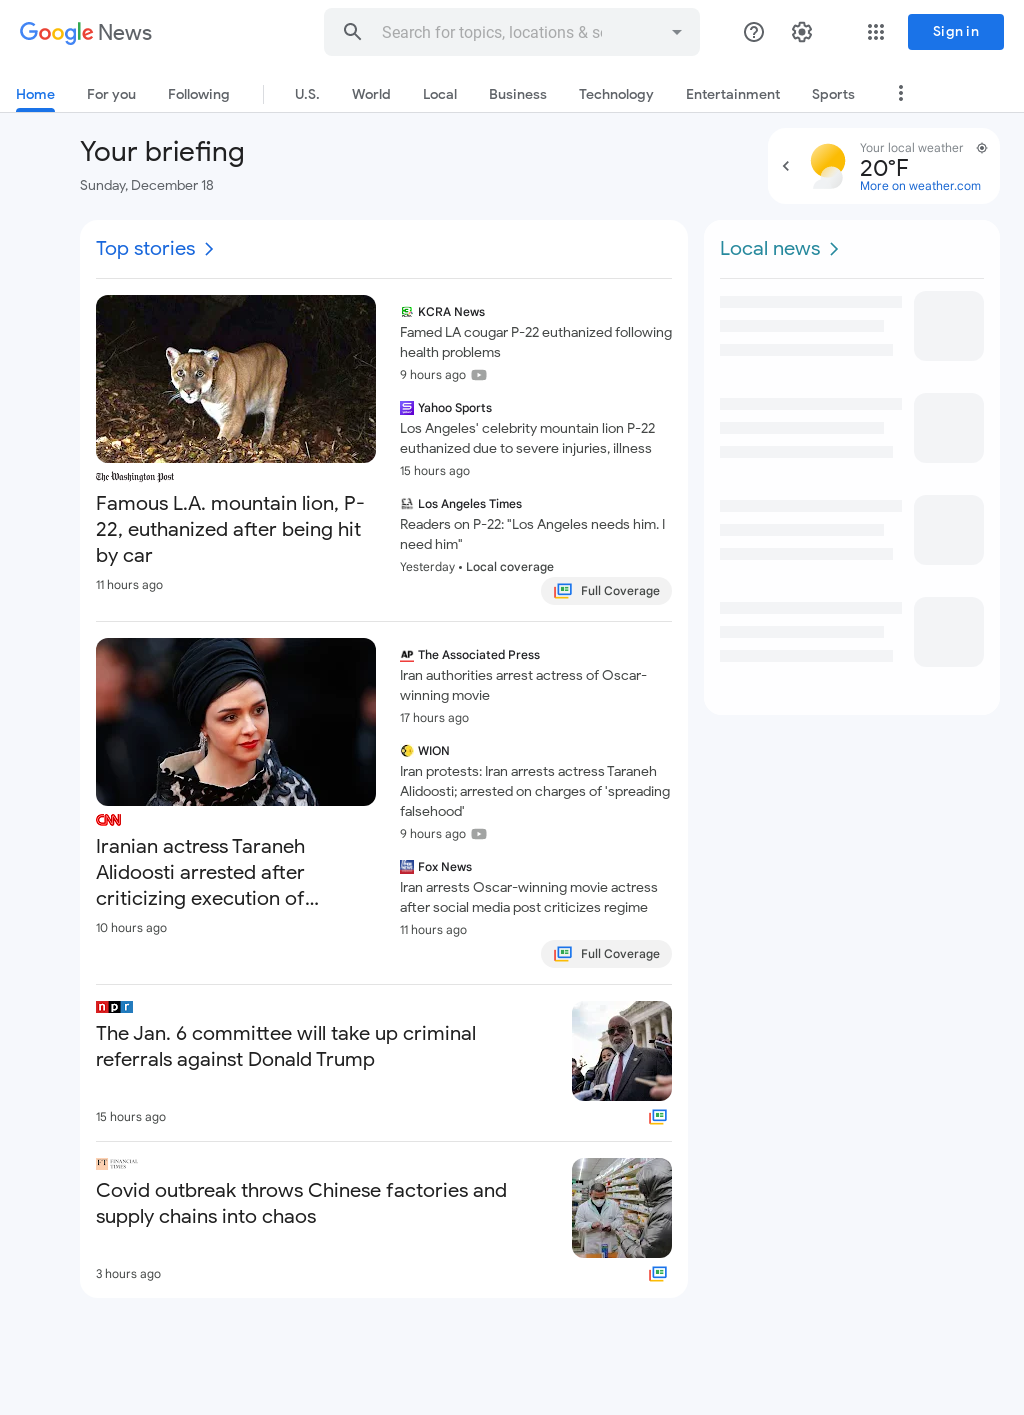 Google News
Search for topics, locations & s
Sign in
Home
For you
Following
U.S.
World
Local
Business
Technology
Entertainment
Sports
Your briefing
Sunday, December 18
Your local weather
20°F
More on weather.com
Top stories
The Washington Post
Famous L.A. mountain lion, P-
22, euthanized after being hit
by car
11 hours ago
KCRA News
Famed LA cougar P-22 euthanized following
health problems
9 hours ago
Yahoo Sports
Los Angeles' celebrity mountain lion P-22
euthanized due to severe injuries, illness
15 hours ago
Los Angeles Times
Readers on P-22: "Los Angeles needs him. I
need him"
Yesterday • Local coverage
Full Coverage
CNN
Iranian actress Taraneh
Alidoosti arrested after
criticizing execution of...
10 hours ago
AP The Associated Press
Iran authorities arrest actress of Oscar-
winning movie
17 hours ago
WION
Iran protests: Iran arrests actress Taraneh
Alidoosti; arrested on charges of 'spreading
falsehood'
9 hours ago
Fox News
Iran arrests Oscar-winning movie actress
after social media post criticizes regime
11 hours ago
Full Coverage
npr
The Jan. 6 committee will take up criminal
referrals against Donald Trump
15 hours ago
FT FINANCIAL
TIMES
Covid outbreak throws Chinese factories and
supply chains into chaos
3 hours ago
Local news